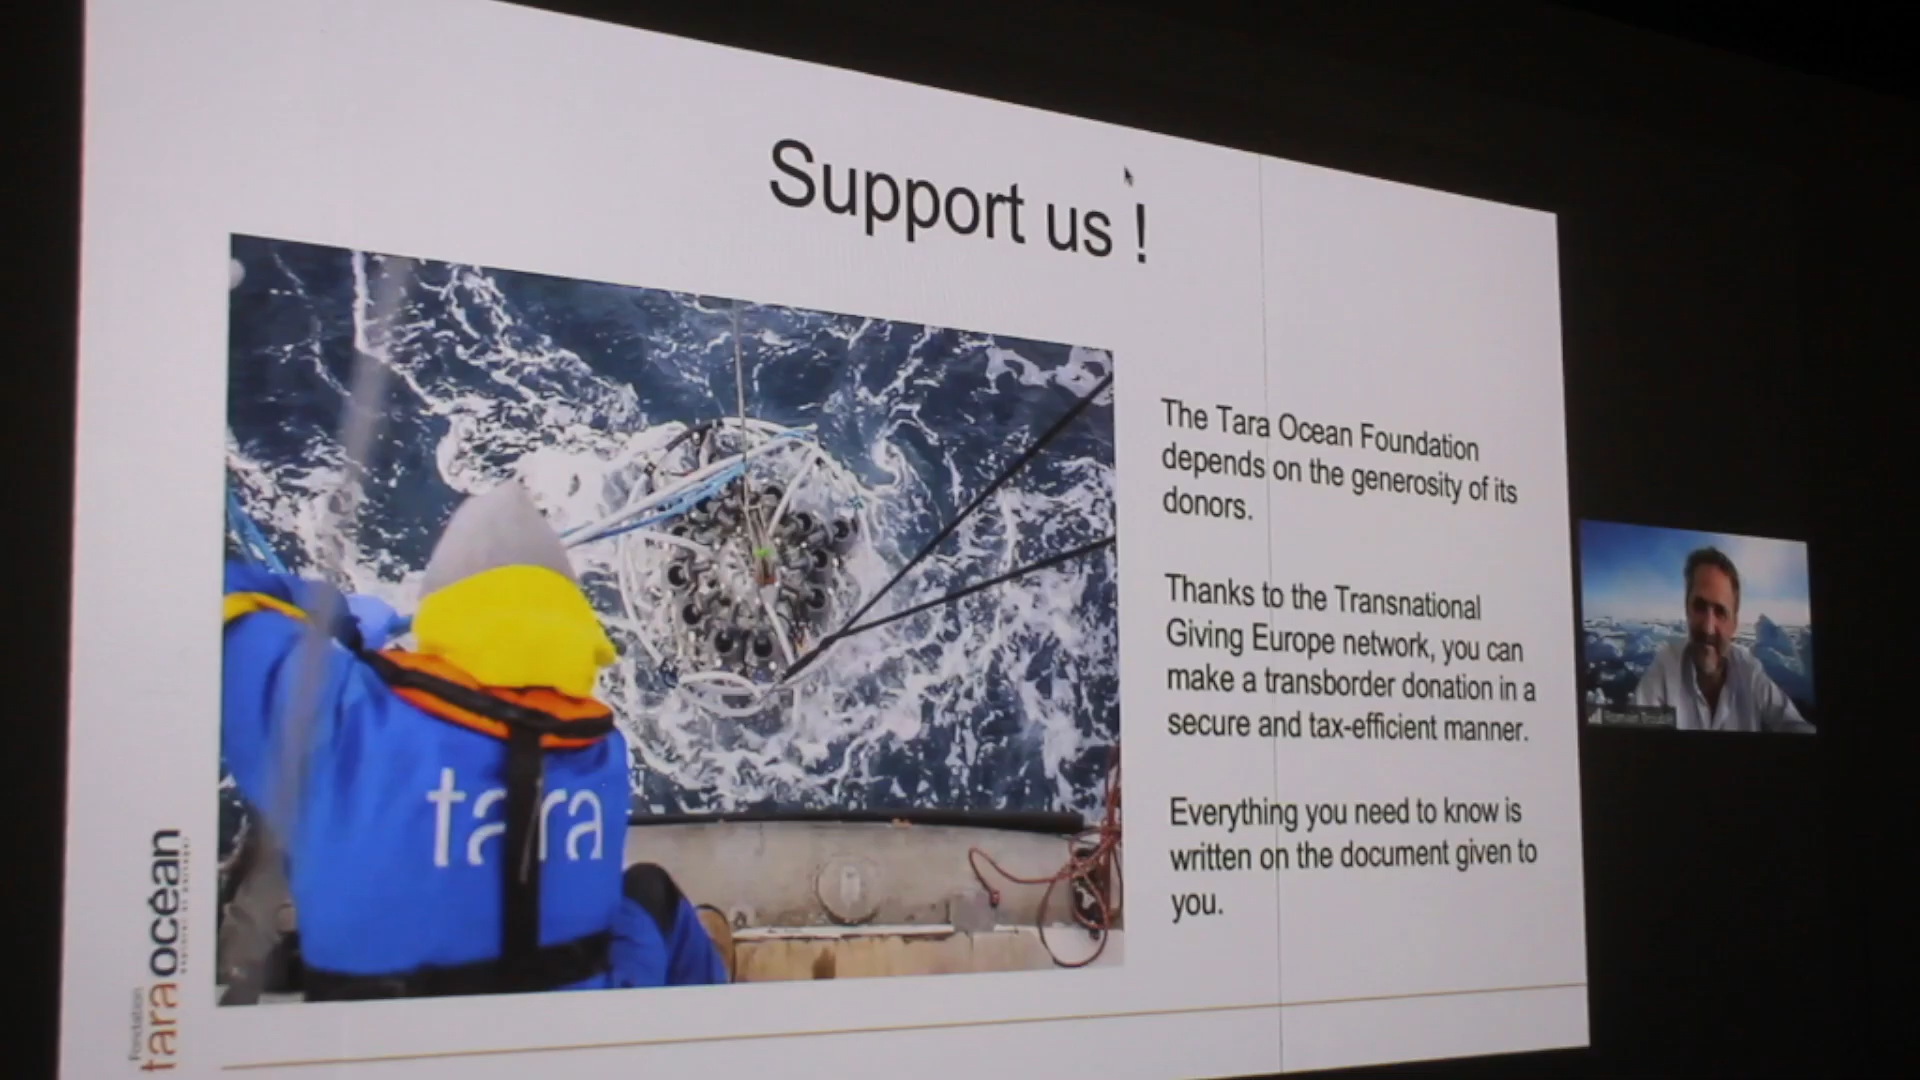 Support us !
The Tara Ocean Foundation
depends on the generosity of its
donors.
Thanks to the Transnational
Giving Europe network, you can
make a transborder donation in a
secure and tax-efficient manner.
Everything you need to know is
written on the document given to
you.
tara
Fondation
tara océan